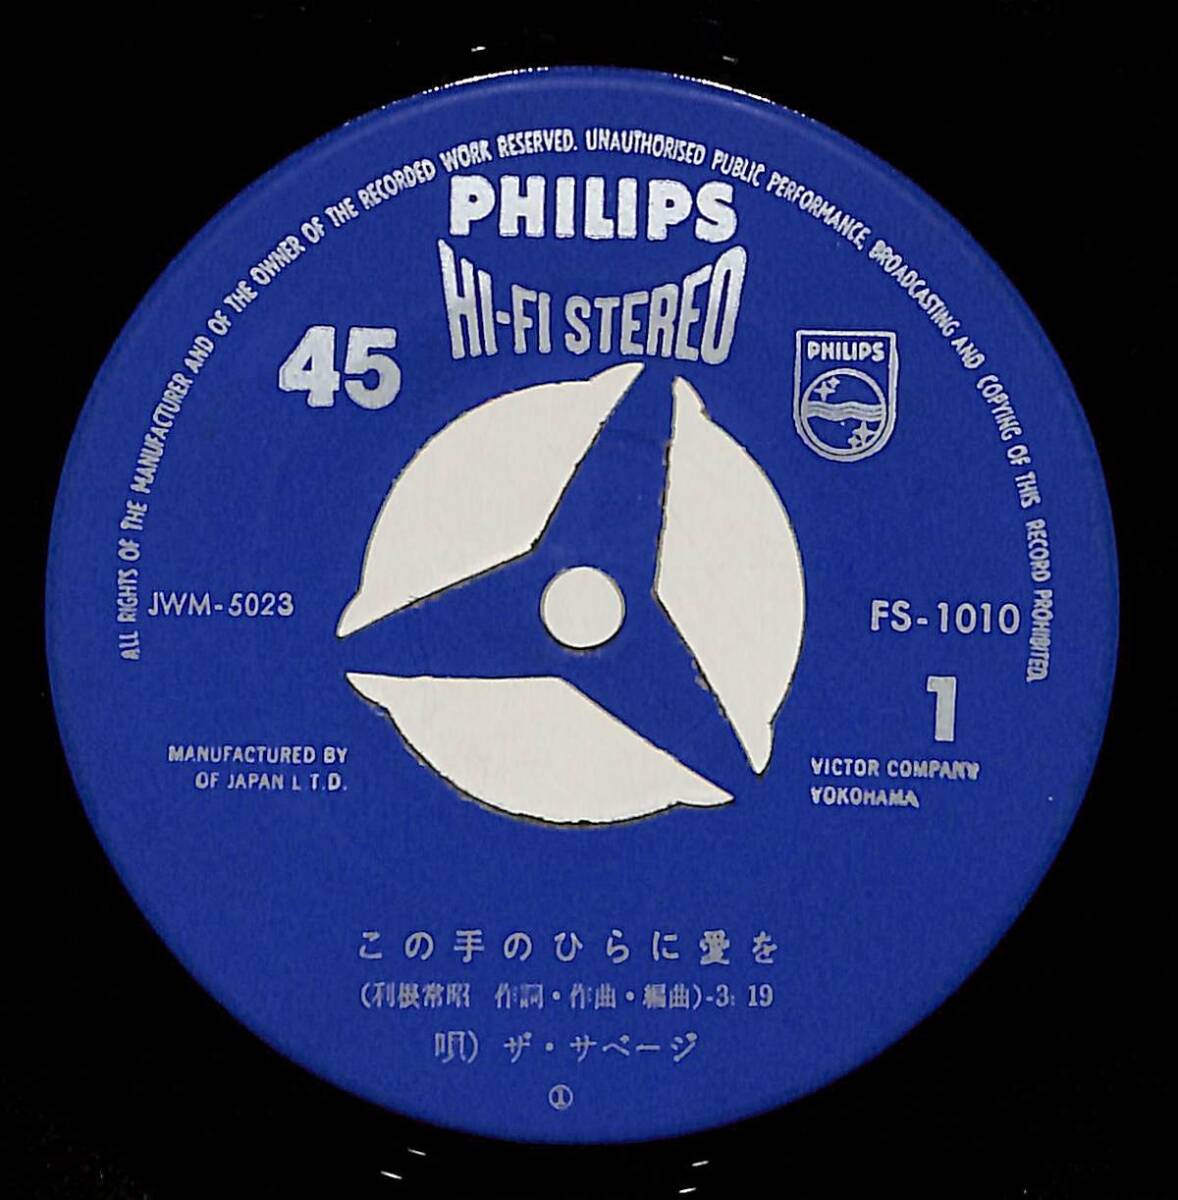 ALL RIGHTS OF THE MANUFACTURER AND OF THE OWNER OF THE RECORDED WORK RESERVED. UNAUTHORISED PUBLIC PERFORMANCE, BROADCASTING AND COPYING OF THIS RECORD PROHIBITED.
PHILIPS
HI-FI STEREO
45
PHILIPS
JWM-5023
FS-1010
1
MANUFACTURED BY
OF JAPAN LTD.
VICTOR COMPANY
YOKOHAMA
この手のひらに愛を
(利根常昭 作詞・作曲・編曲)-3:19
唄) ザ・サベージ
①